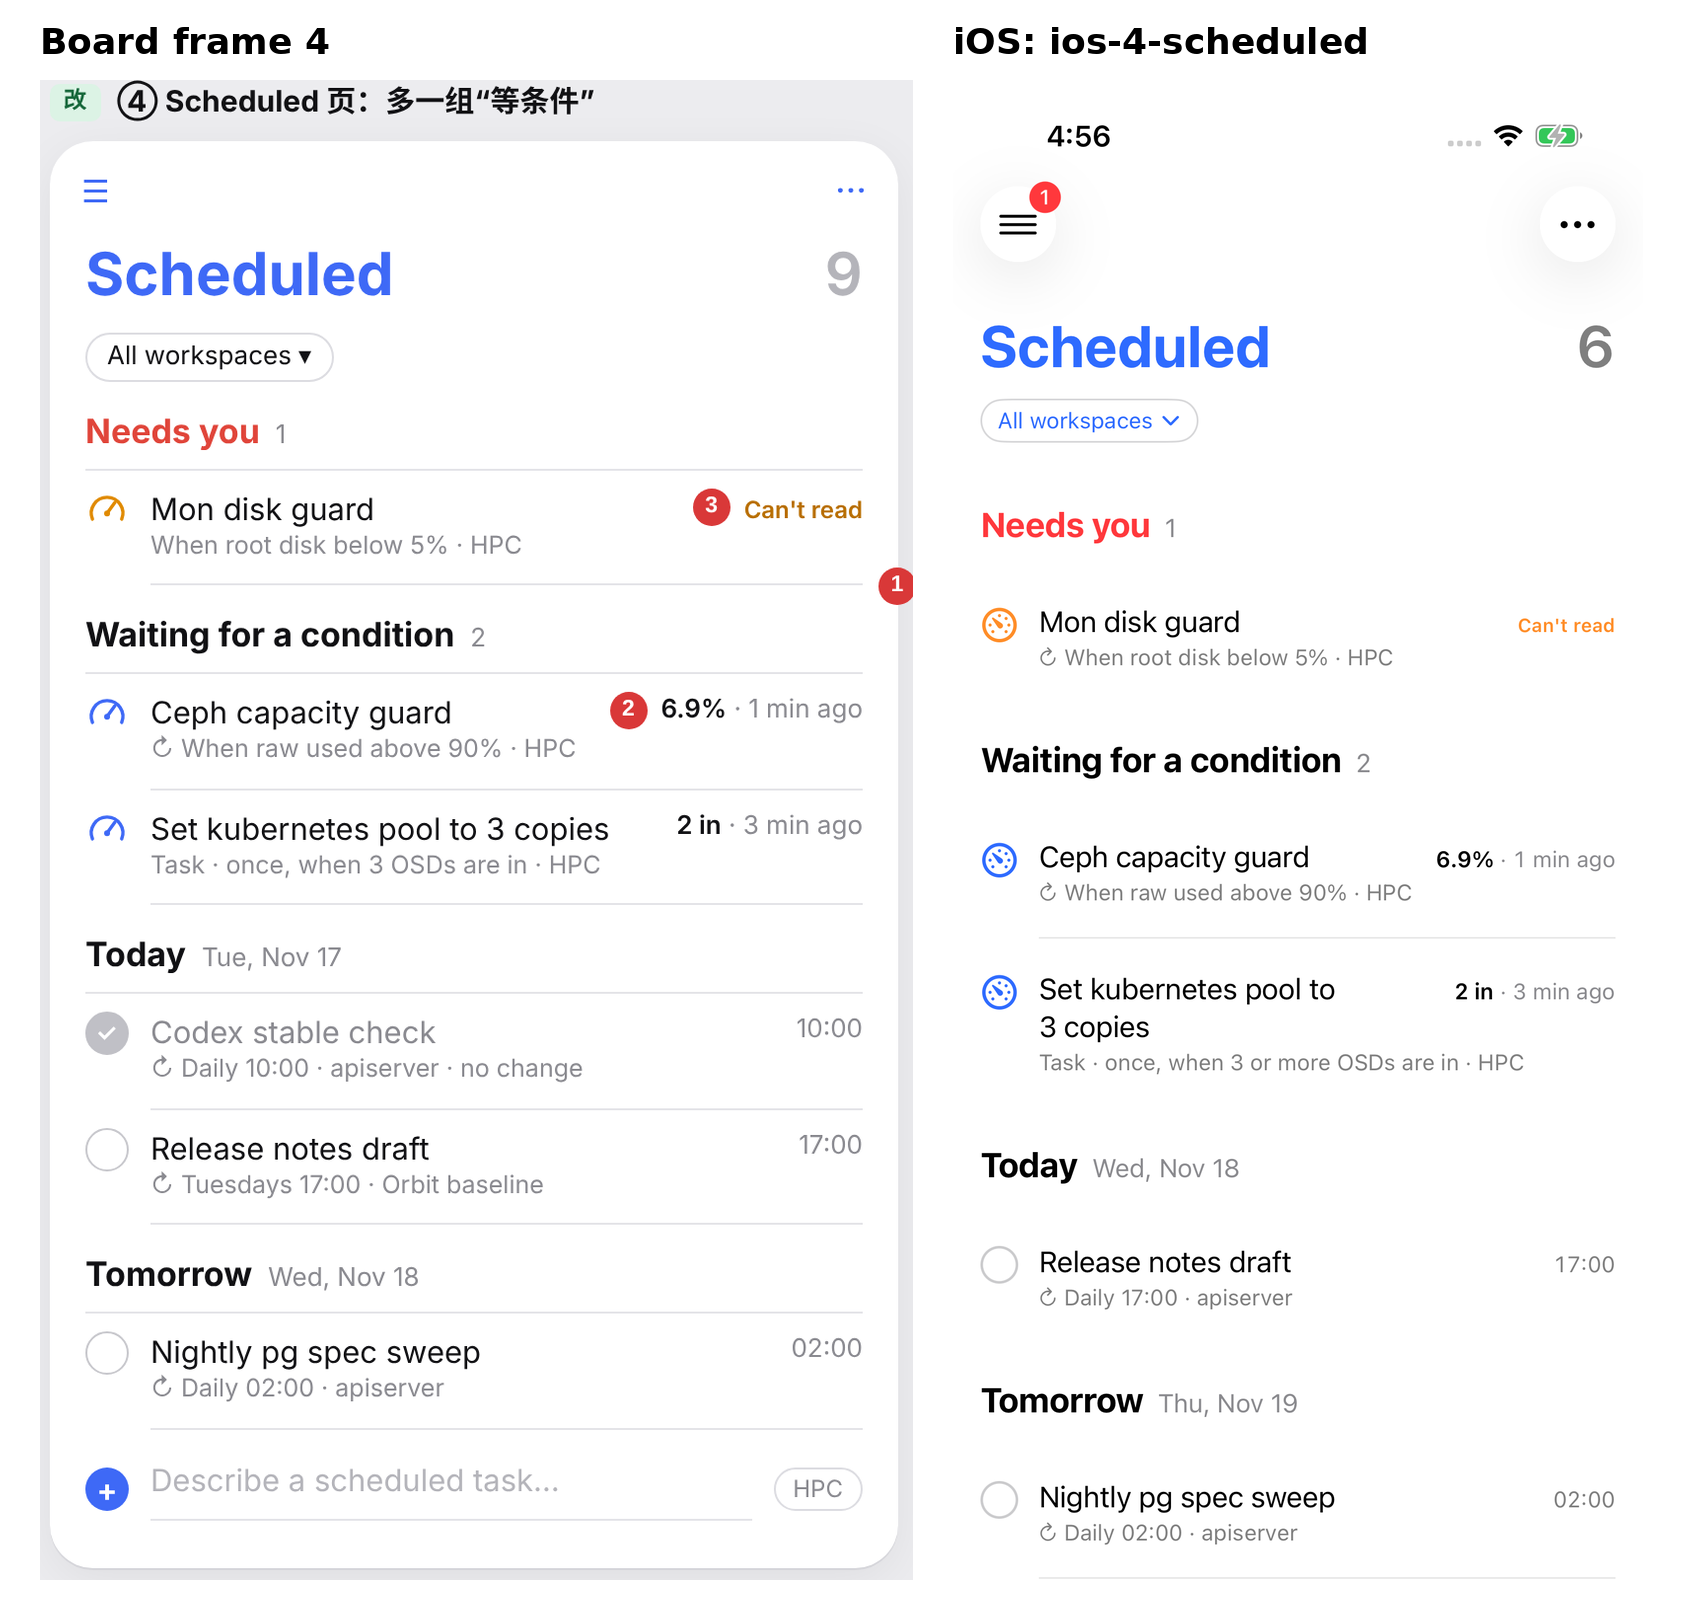 Board frame 4
改 ④ Scheduled 页：多一组“等条件”
☰ ···
Scheduled 9
All workspaces ▾
Needs you 1
Mon disk guard 3 Can't read
When root disk below 5% · HPC
1
Waiting for a condition 2
Ceph capacity guard 2 6.9% · 1 min ago
↻ When raw used above 90% · HPC
Set kubernetes pool to 3 copies 2 in · 3 min ago
Task · once, when 3 OSDs are in · HPC
Today Tue, Nov 17
Codex stable check 10:00
↻ Daily 10:00 · apiserver · no change
Release notes draft 17:00
↻ Tuesdays 17:00 · Orbit baseline
Tomorrow Wed, Nov 18
Nightly pg spec sweep 02:00
↻ Daily 02:00 · apiserver
+ Describe a scheduled task... HPC
iOS: ios-4-scheduled
4:56
1
Scheduled 6
All workspaces
Needs you 1
Mon disk guard Can't read
↻ When root disk below 5% · HPC
Waiting for a condition 2
Ceph capacity guard 6.9% · 1 min ago
↻ When raw used above 90% · HPC
Set kubernetes pool to 2 in · 3 min ago
3 copies
Task · once, when 3 or more OSDs are in · HPC
Today Wed, Nov 18
Release notes draft 17:00
↻ Daily 17:00 · apiserver
Tomorrow Thu, Nov 19
Nightly pg spec sweep 02:00
↻ Daily 02:00 · apiserver